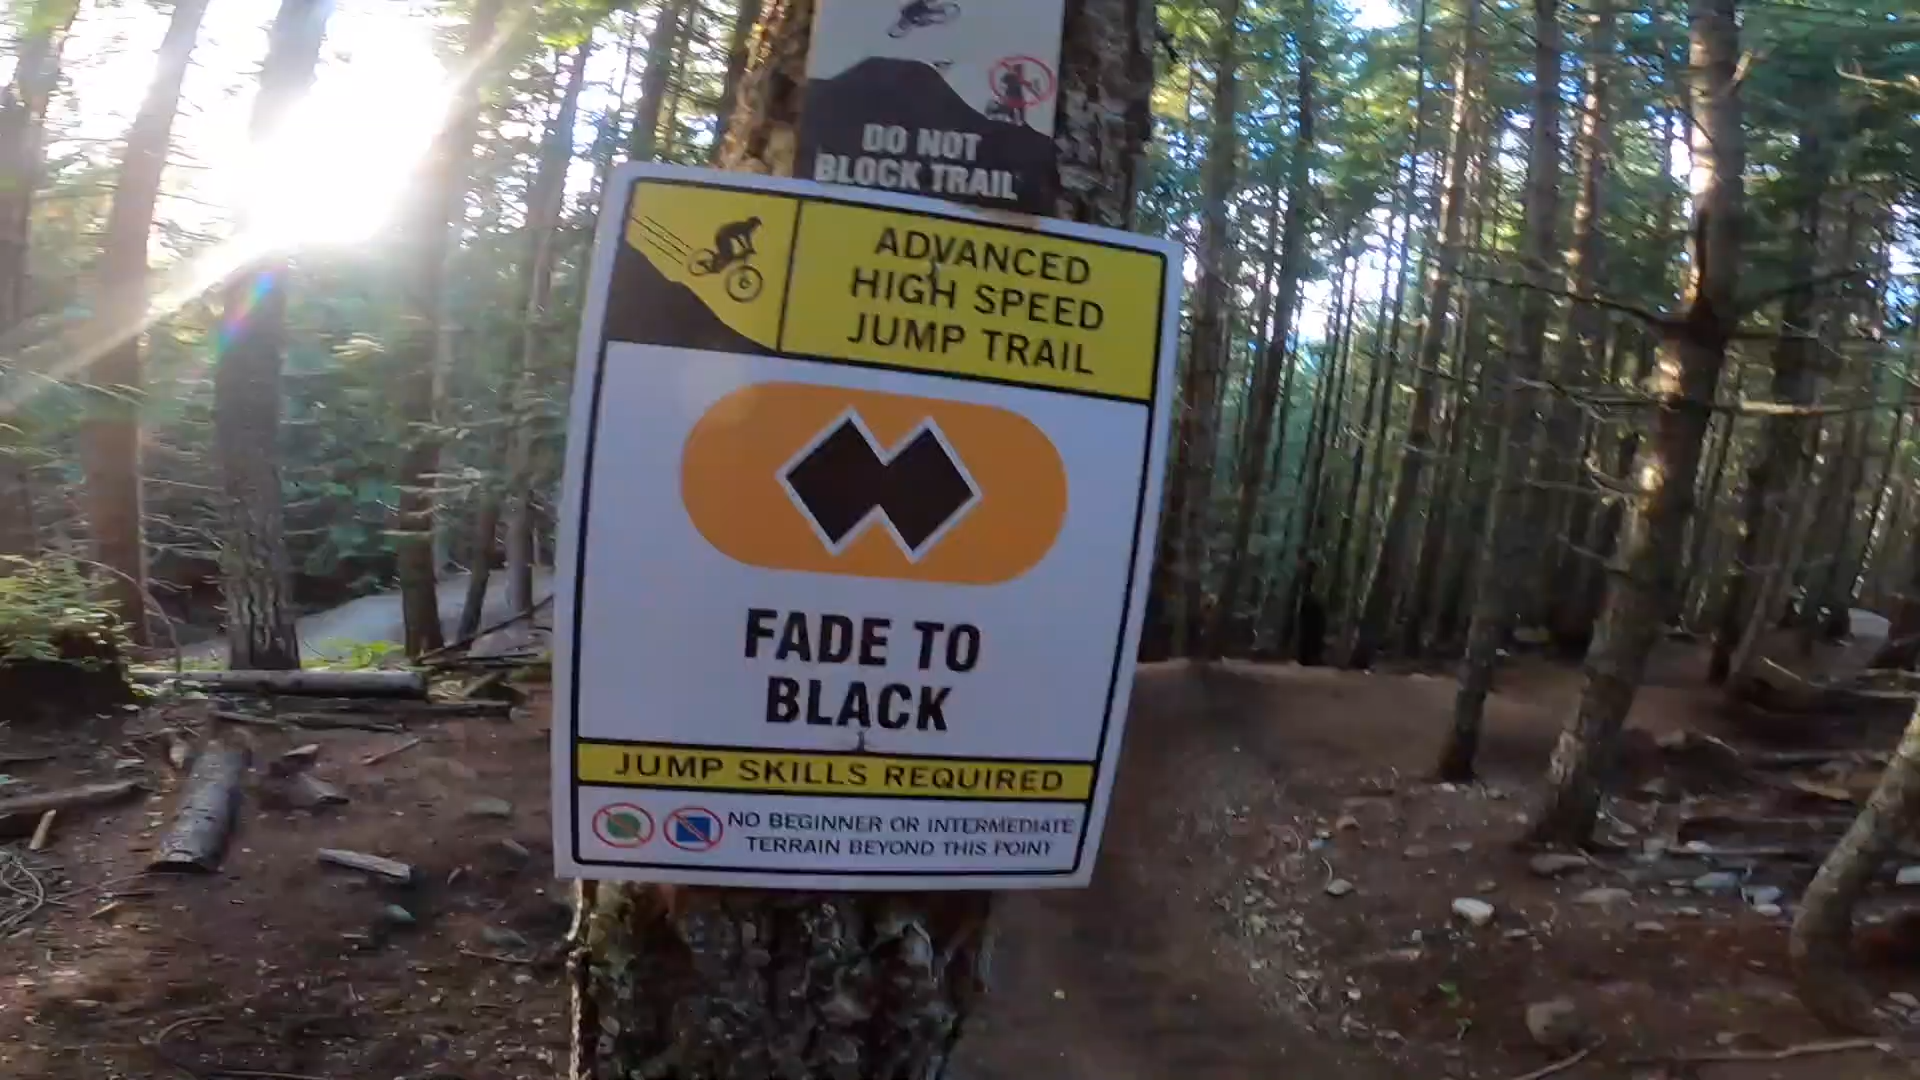 DO NOT
BLOCK TRAIL
ADVANCED
HIGH SPEED
JUMP TRAIL
FADE TO
BLACK
JUMP SKILLS REQUIRED
NO BEGINNER OR INTERMEDIATE
TERRAIN BEYOND THIS POINT